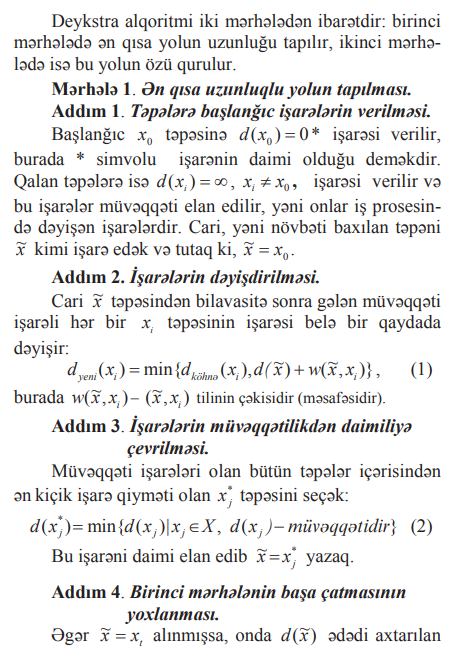 Deykstra alqoritmi iki mərhələdən ibarətdir: birinci
mərhələdə ən qısa yolun uzunluğu tapılır, ikinci mərhə-
lədə isə bu yolun özü qurulur.
Mərhələ 1. Ən qısa uzunluqlu yolun tapılması.
Addım 1. Təpələrə başlanğıc işarələrin verilməsi.
Başlanğıc x₀ təpəsinə d(x₀) = 0* işarəsi verilir,
burada * simvolu işarənin daimi olduğu deməkdir.
Qalan təpələrə isə d(xᵢ) = ∞, xᵢ ≠ x₀, işarəsi verilir və
bu işarələr müvəqqəti elan edilir, yəni onlar iş prosesin-
də dəyişən işarələrdir. Cari, yəni növbəti baxılan təpəni
x̃ kimi işarə edək və tutaq ki, x̃ = x₀.
Addım 2. İşarələrin dəyişdirilməsi.
Cari x̃ təpəsindən bilavasitə sonra gələn müvəqqəti
işarəli hər bir xᵢ təpəsinin işarəsi belə bir qaydada
dəyişir:
d_yeni(xᵢ) = min{d_köhnə(xᵢ), d(x̃) + w(x̃, xᵢ)}, (1)
burada w(x̃, xᵢ) – (x̃, xᵢ) tilinin çəkisidir (məsafəsidir).
Addım 3. İşarələrin müvəqqətilikdən daimiliyə
çevrilməsi.
Müvəqqəti işarələri olan bütün təpələr içərisindən
ən kiçik işarə qiyməti olan xⱼ* təpəsini seçək:
d(xⱼ*) = min{d(xⱼ) | xⱼ ∈ X, d(xⱼ) – müvəqqətidir} (2)
Bu işarəni daimi elan edib x̃ = xⱼ* yazaq.
Addım 4. Birinci mərhələnin başa çatmasının
yoxlanması.
Əgər x̃ = xₜ alınmışsa, onda d(x̃) ədədi axtarılan